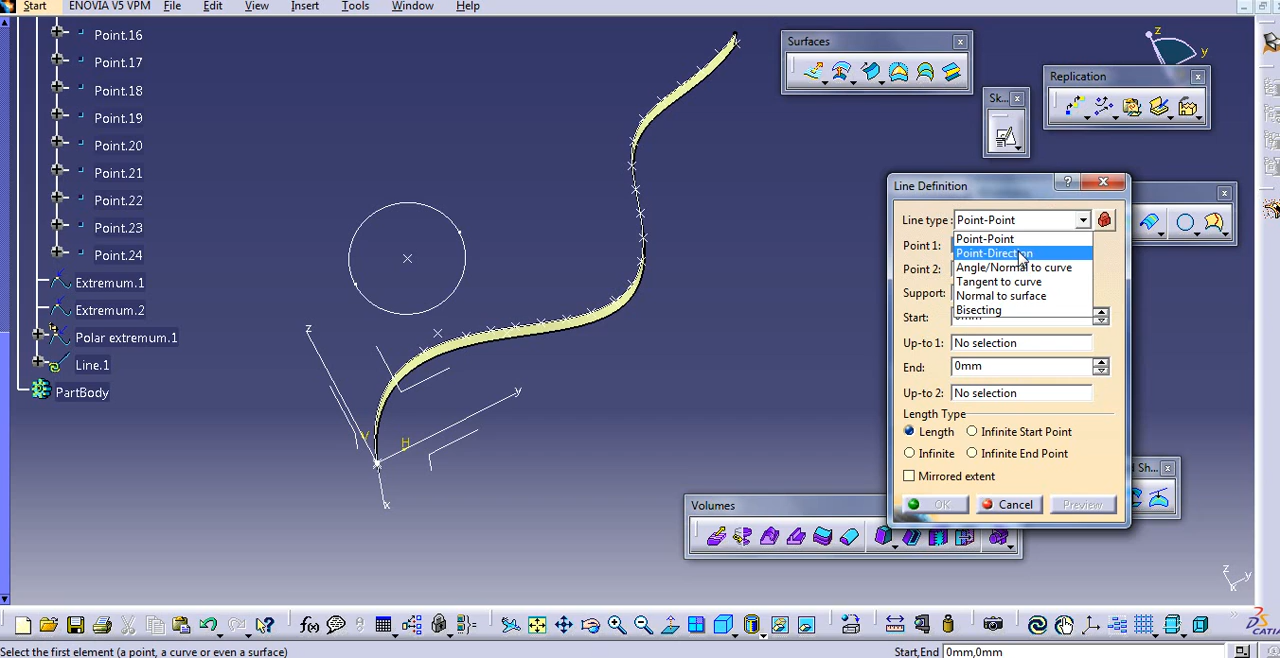 Start ENOVIA V5 VPM File Edit View Insert Tools Window Help
Point.16
Point.17
Point.18
Point.19
Point.20
Point.21
Point.22
Point.23
Point.24
Extremum.1
Extremum.2
Polar extremum.1
Line.1
PartBody
z
y
x
V
H
Surfaces
Sk...
Replication
z
y
Line Definition
Line type : Point-Point
Point-Point
Point-Direction
Angle/Normal to curve
Tangent to curve
Normal to surface
Bisecting
Point 1:
Point 2:
Support:
Start: 0mm
Up-to 1: No selection
End: 0mm
Up-to 2: No selection
Length Type
Length Infinite Start Point
Infinite Infinite End Point
Mirrored extent
OK Cancel Preview
d Sh...
Volumes
z
y
x
f(x)
CATIA
Select the first element (a point, a curve or even a surface) Start,End 0mm,0mm